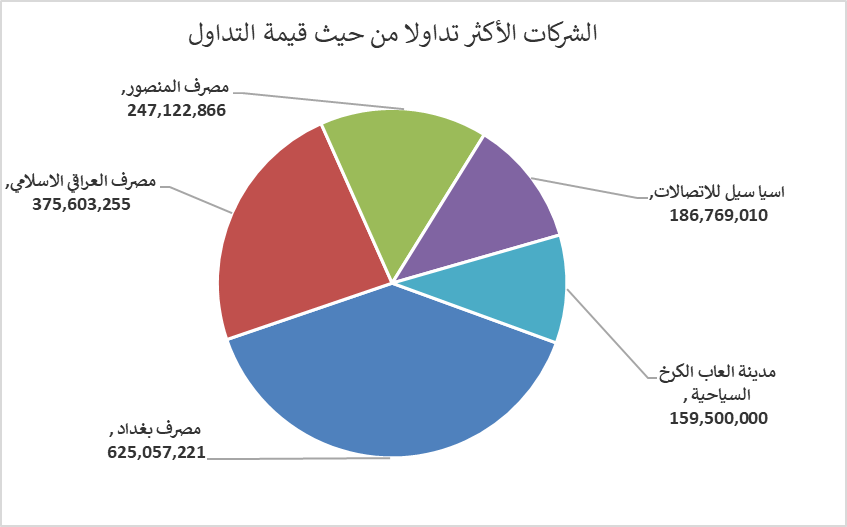 الشركات الأكثر تداولا من حيث قيمة التداول
مصرف المنصور,
247,122,866
مصرف العراقي الاسلامي,
375,603,255
اسيا سيل للاتصالات,
186,769,010
مدينة العاب الكرخ
السياحية ,
159,500,000
مصرف بغداد ,
625,057,221